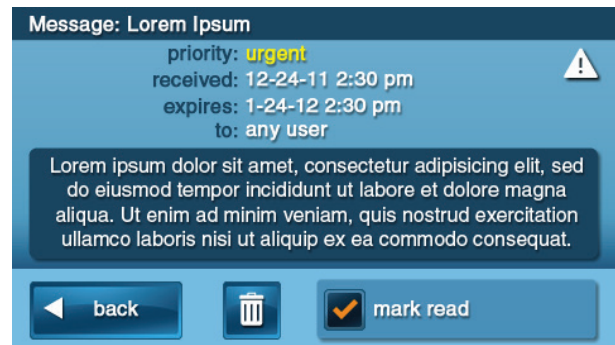 Message: Lorem Ipsum
priority: urgent
received: 12-24-11 2:30 pm
expires: 1-24-12 2:30 pm
to: any user
Lorem ipsum dolor sit amet, consectetur adipisicing elit, sed
do eiusmod tempor incididunt ut labore et dolore magna
aliqua. Ut enim ad minim veniam, quis nostrud exercitation
ullamco laboris nisi ut aliquip ex ea commodo consequat.
back
mark read